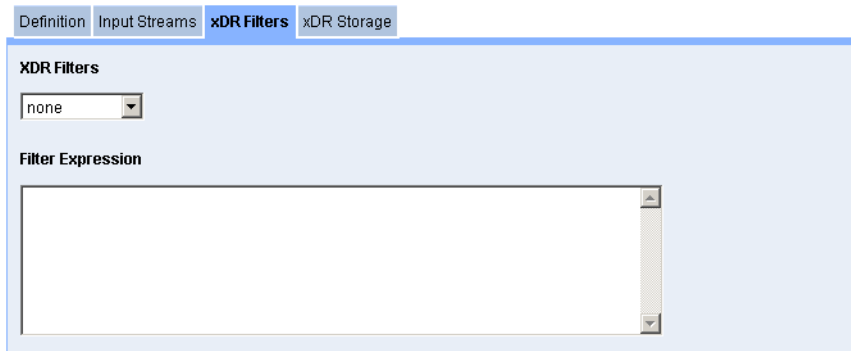 Definition Input Streams xDR Filters xDR Storage
XDR Filters
none
Filter Expression